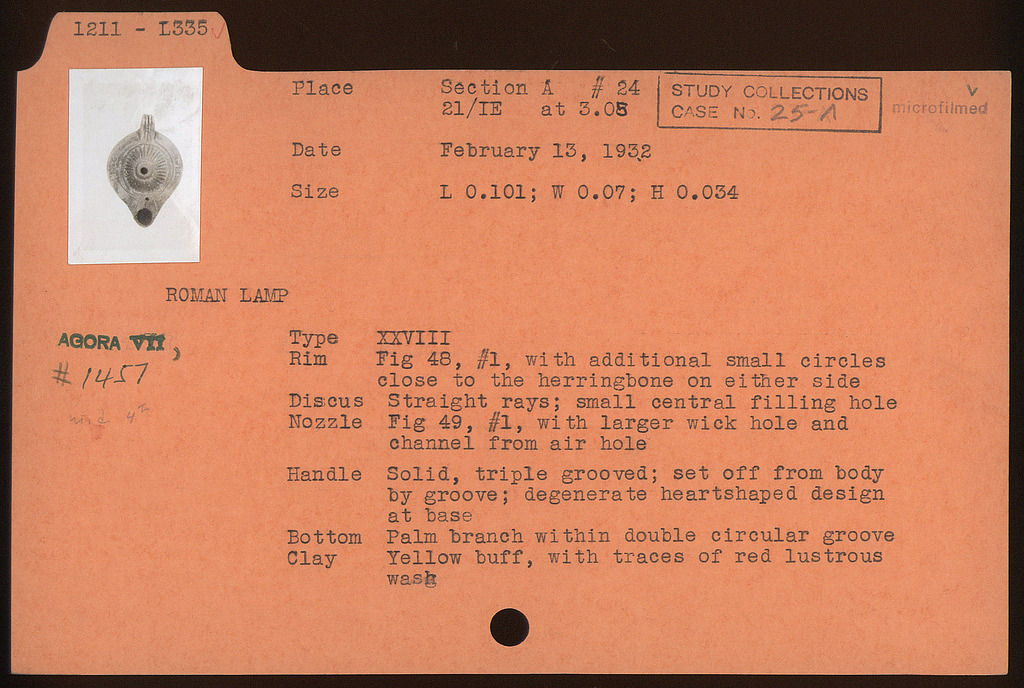 1211 - L335 ✓
Place Section A # 24
21/IE at 3.05
STUDY COLLECTIONS
CASE No. 25-A
v
microfilmed
Date February 13, 1932
Size L 0.101; W 0.07; H 0.034
ROMAN LAMP
AGORA VII,
# 1457
Type XXVIII
Rim Fig 48, #1, with additional small circles
close to the herringbone on either side
Discus Straight rays; small central filling hole
Nozzle Fig 49, #1, with larger wick hole and
channel from air hole
Handle Solid, triple grooved; set off from body
by groove; degenerate heartshaped design
at base
Bottom Palm branch within double circular groove
Clay Yellow buff, with traces of red lustrous
wash